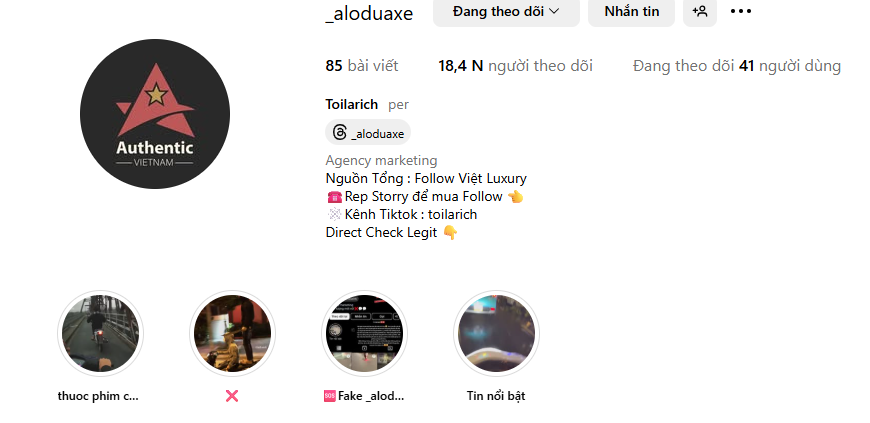 _aloduaxe Đang theo dõi Nhắn tin
85 bài viết 18,4 N người theo dõi Đang theo dõi 41 người dùng
Toilarich per
_aloduaxe
Agency marketing
Nguồn Tổng : Follow Việt Luxury
☎️Rep Storry để mua Follow 👈
Kênh Tiktok : toilarich
Direct Check Legit 👇
Authentic
VIETNAM
thuoc phim c... ❌ 🆘Fake _alod... Tin nổi bật